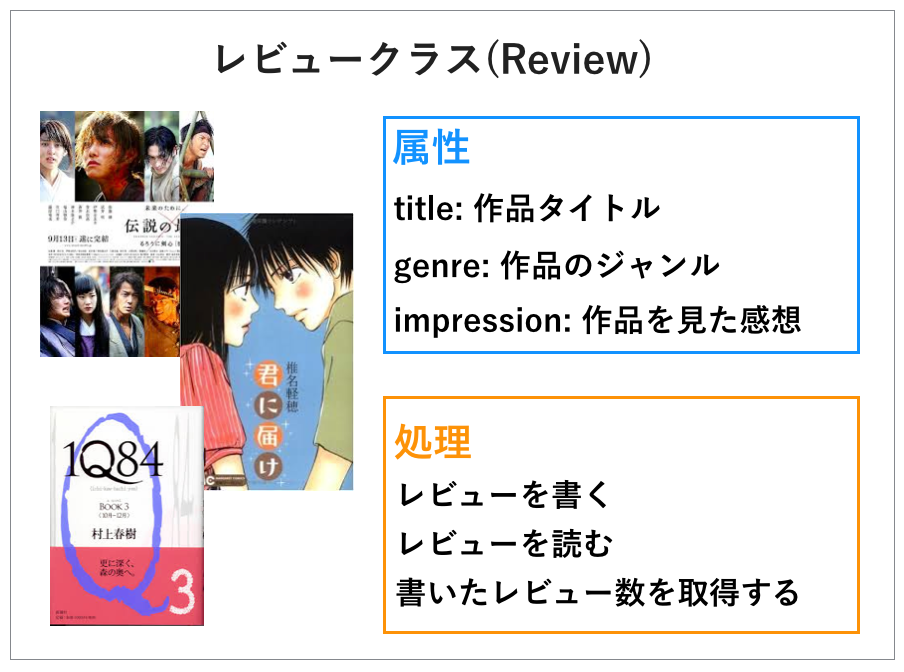 レビュークラス(Review)
伝説の
9月13日(土)遂に完結
椎名軽穂
君に届け
1Q84
BOOK 3
〈10月-12月〉
村上春樹
更に深く、
森の奥へ。
3
属性
title: 作品タイトル
genre: 作品のジャンル
impression: 作品を見た感想
処理
レビューを書く
レビューを読む
書いたレビュー数を取得する